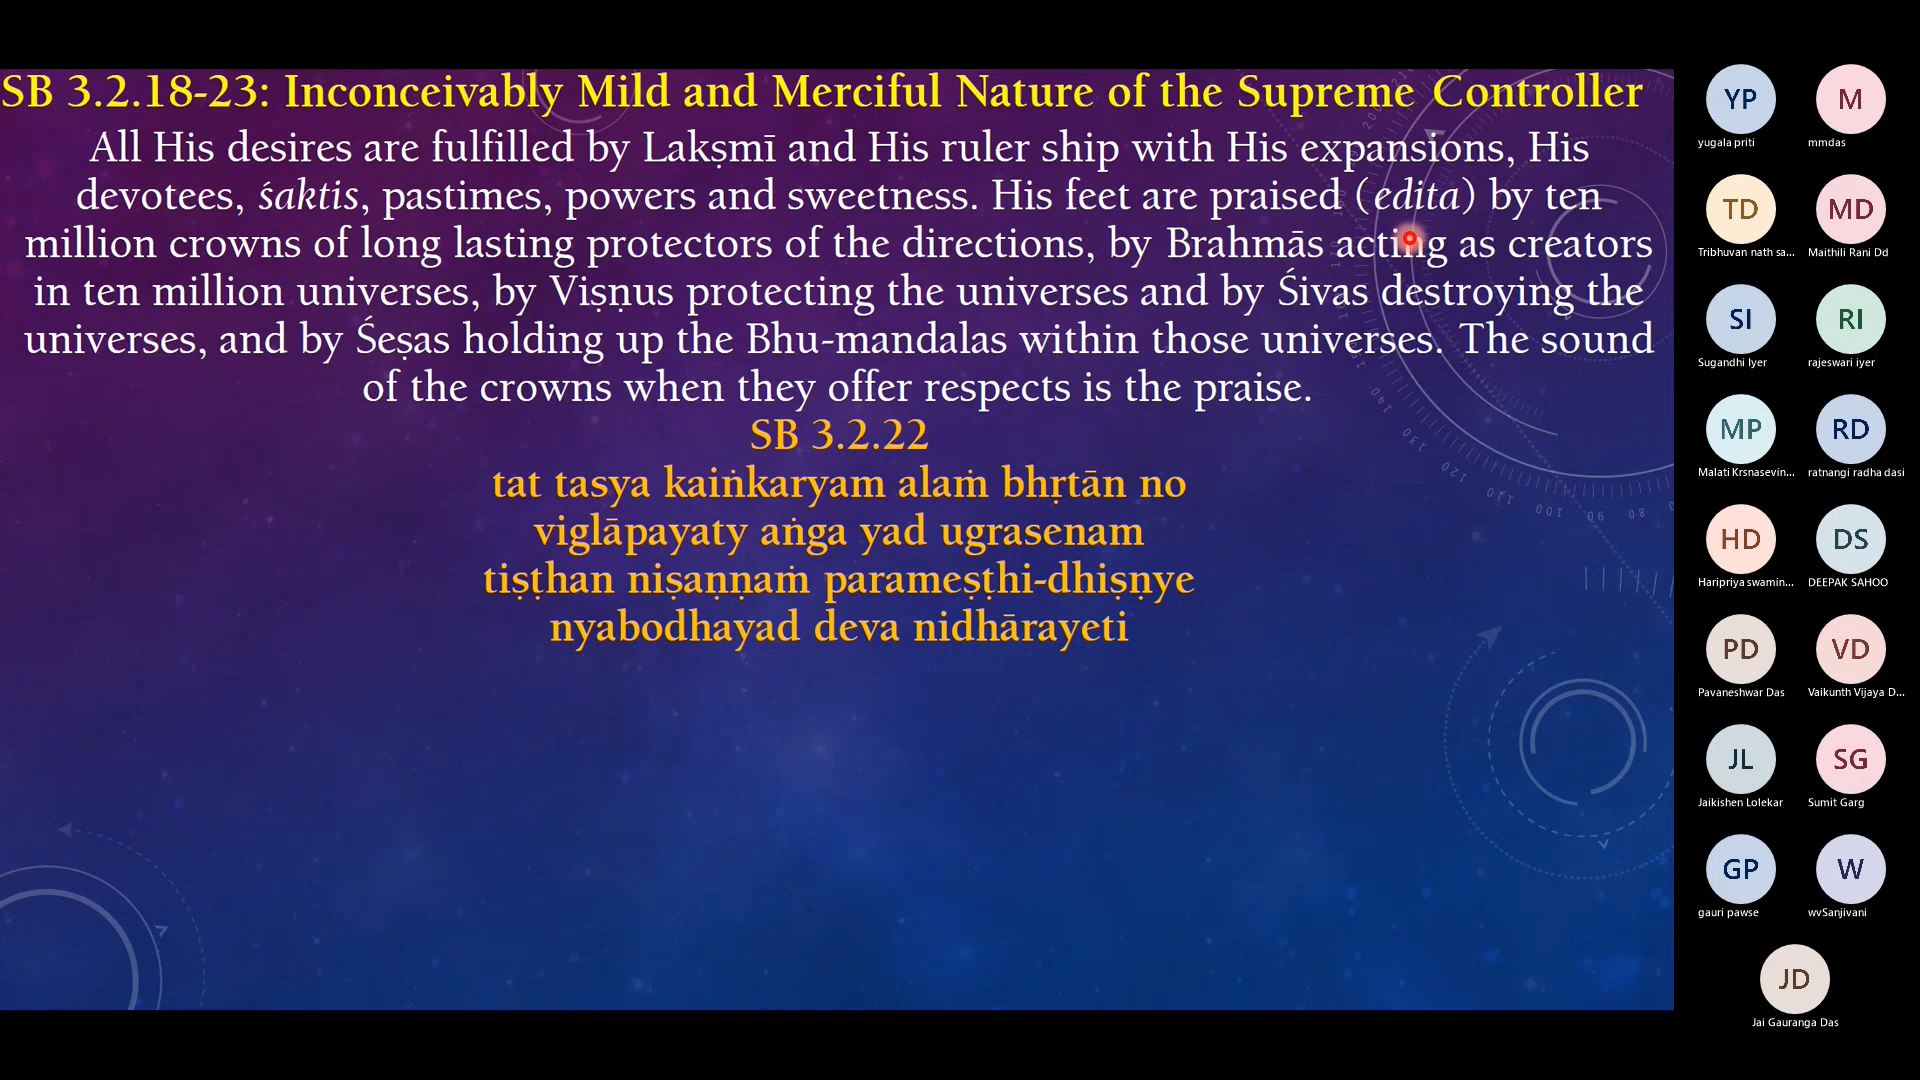 SB 3.2.18-23: Inconceivably Mild and Merciful Nature of the Supreme Controller
All His desires are fulfilled by Lakṣmī and His ruler ship with His expansions, His
devotees, śaktis, pastimes, powers and sweetness. His feet are praised (edita) by ten
million crowns of long lasting protectors of the directions, by Brahmās acting as creators
in ten million universes, by Viṣṇus protecting the universes and by Śivas destroying the
universes, and by Śeṣas holding up the Bhu-mandalas within those universes. The sound
of the crowns when they offer respects is the praise.
SB 3.2.22
tat tasya kaiṅkaryam alaṁ bhṛtān no
viglāpayaty aṅga yad ugrasenam
tiṣṭhan niṣaṇṇaṁ parameṣṭhi-dhiṣṇye
nyabodhayad deva nidhārayeti
YP M
yugala priti mmdas
TD MD
Tribhuvan nath sa... Maithili Rani Dd
SI RI
Sugandhi Iyer rajeswari iyer
MP RD
Malati Krsnasevin... ratnangi radha dasi
HD DS
Haripriya swamin... DEEPAK SAHOO
PD VD
Pavaneshwar Das Vaikunth Vijaya D...
JL SG
Jaikishen Lolekar Sumit Garg
GP W
gauri pawse wvSanjivani
JD
Jai Gauranga Das
140
130
120
110
100
90
80